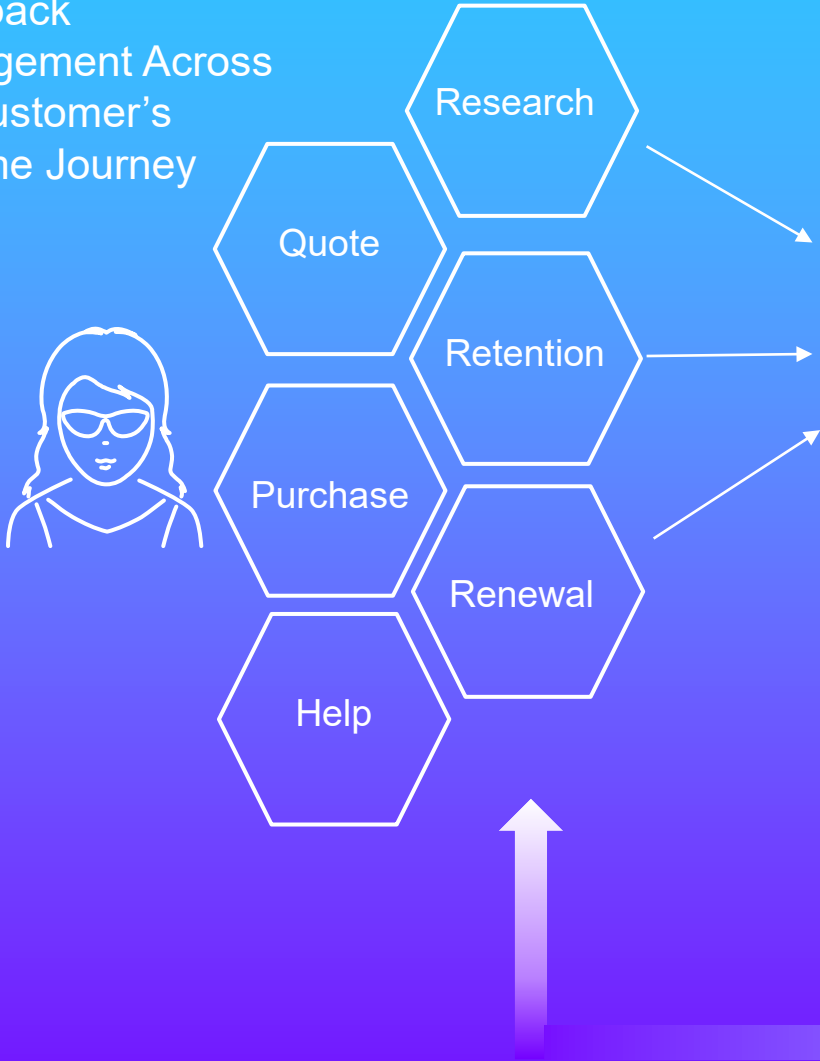 back
gement Across
ustomer’s
ne Journey
Research
Quote
Retention
Purchase
Renewal
Help